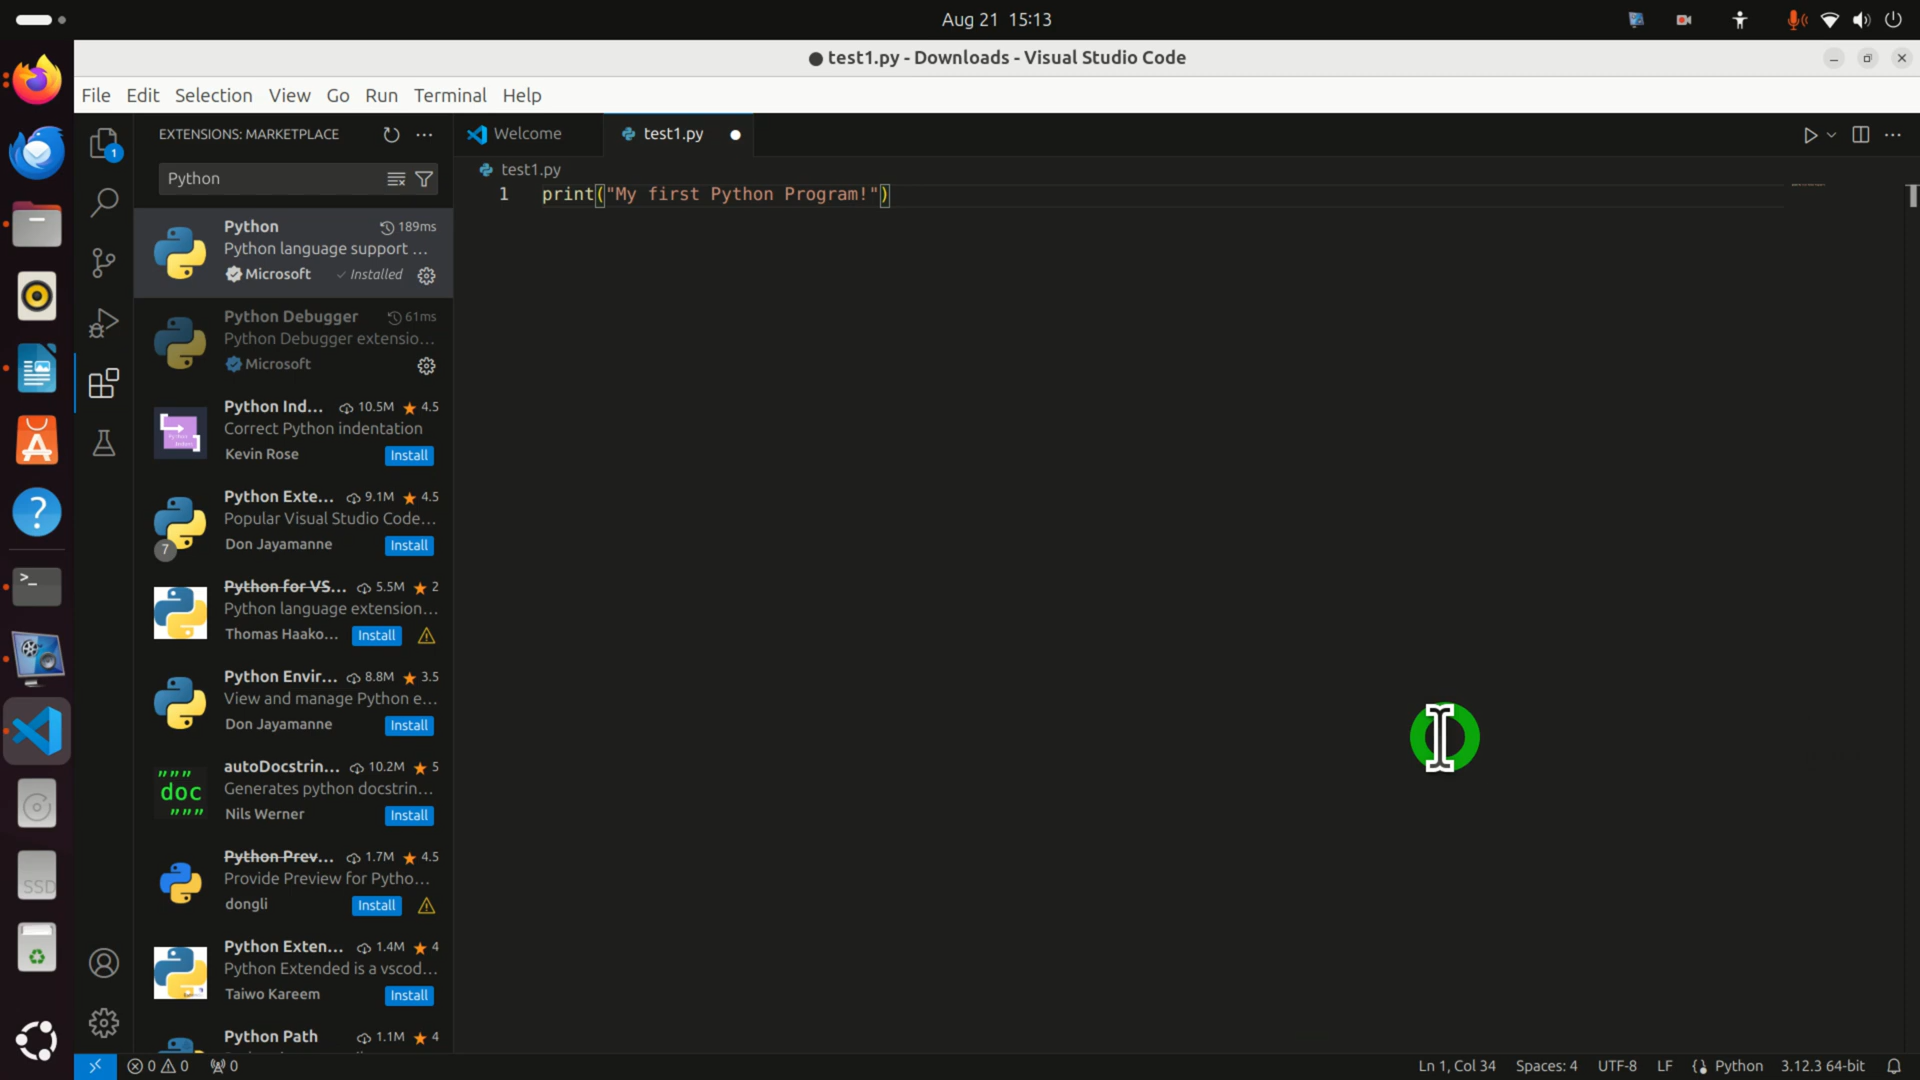 Aug 21 15:13
test1.py - Downloads - Visual Studio Code
File Edit Selection View Go Run Terminal Help
EXTENSIONS: MARKETPLACE
Welcome
test1.py
1
Python
test1.py
1 print("My first Python Program!")
Python 189ms
Python language support ...
Microsoft Installed
Python Debugger 61ms
Python Debugger extensio...
Microsoft
Python Ind... 10.5M 4.5
Correct Python indentation
Kevin Rose Install
Python Exte... 9.1M 4.5
Popular Visual Studio Code...
7
Don Jayamanne Install
Python for VS... 5.5M 2
Python language extension...
Thomas Haako... Install
Python Envir... 8.8M 3.5
View and manage Python e...
Don Jayamanne Install
autoDocstrin... 10.2M 5
""" doc """
Generates python docstrin...
Nils Werner Install
Python Prev... 1.7M 4.5
Provide Preview for Pytho...
dongli Install
SSD
Python Exten... 1.4M 4
Python Extended is a vscod...
Taiwo Kareem Install
Python Path 1.1M 4
0 0 0
Ln 1, Col 34 Spaces: 4 UTF-8 LF Python 3.12.3 64-bit